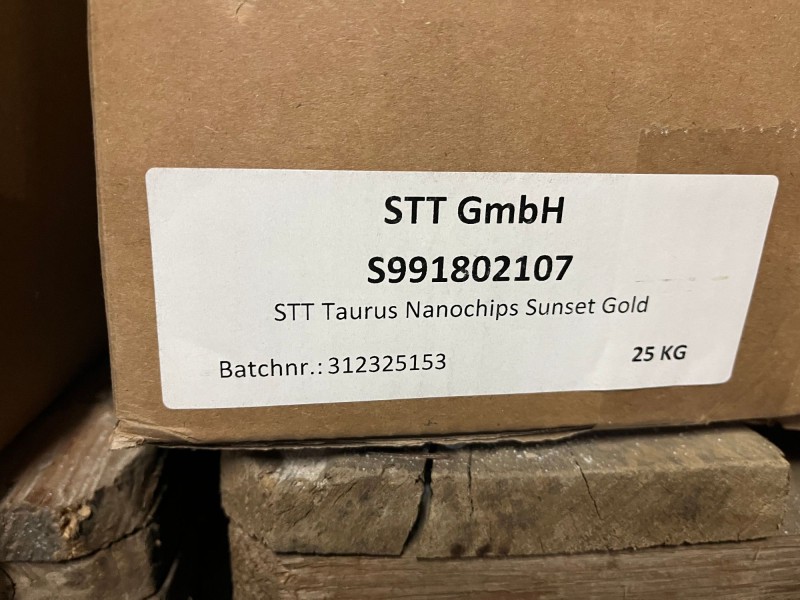 STT GmbH
S991802107
STT Taurus Nanochips Sunset Gold
Batchnr.: 312325153 25 KG